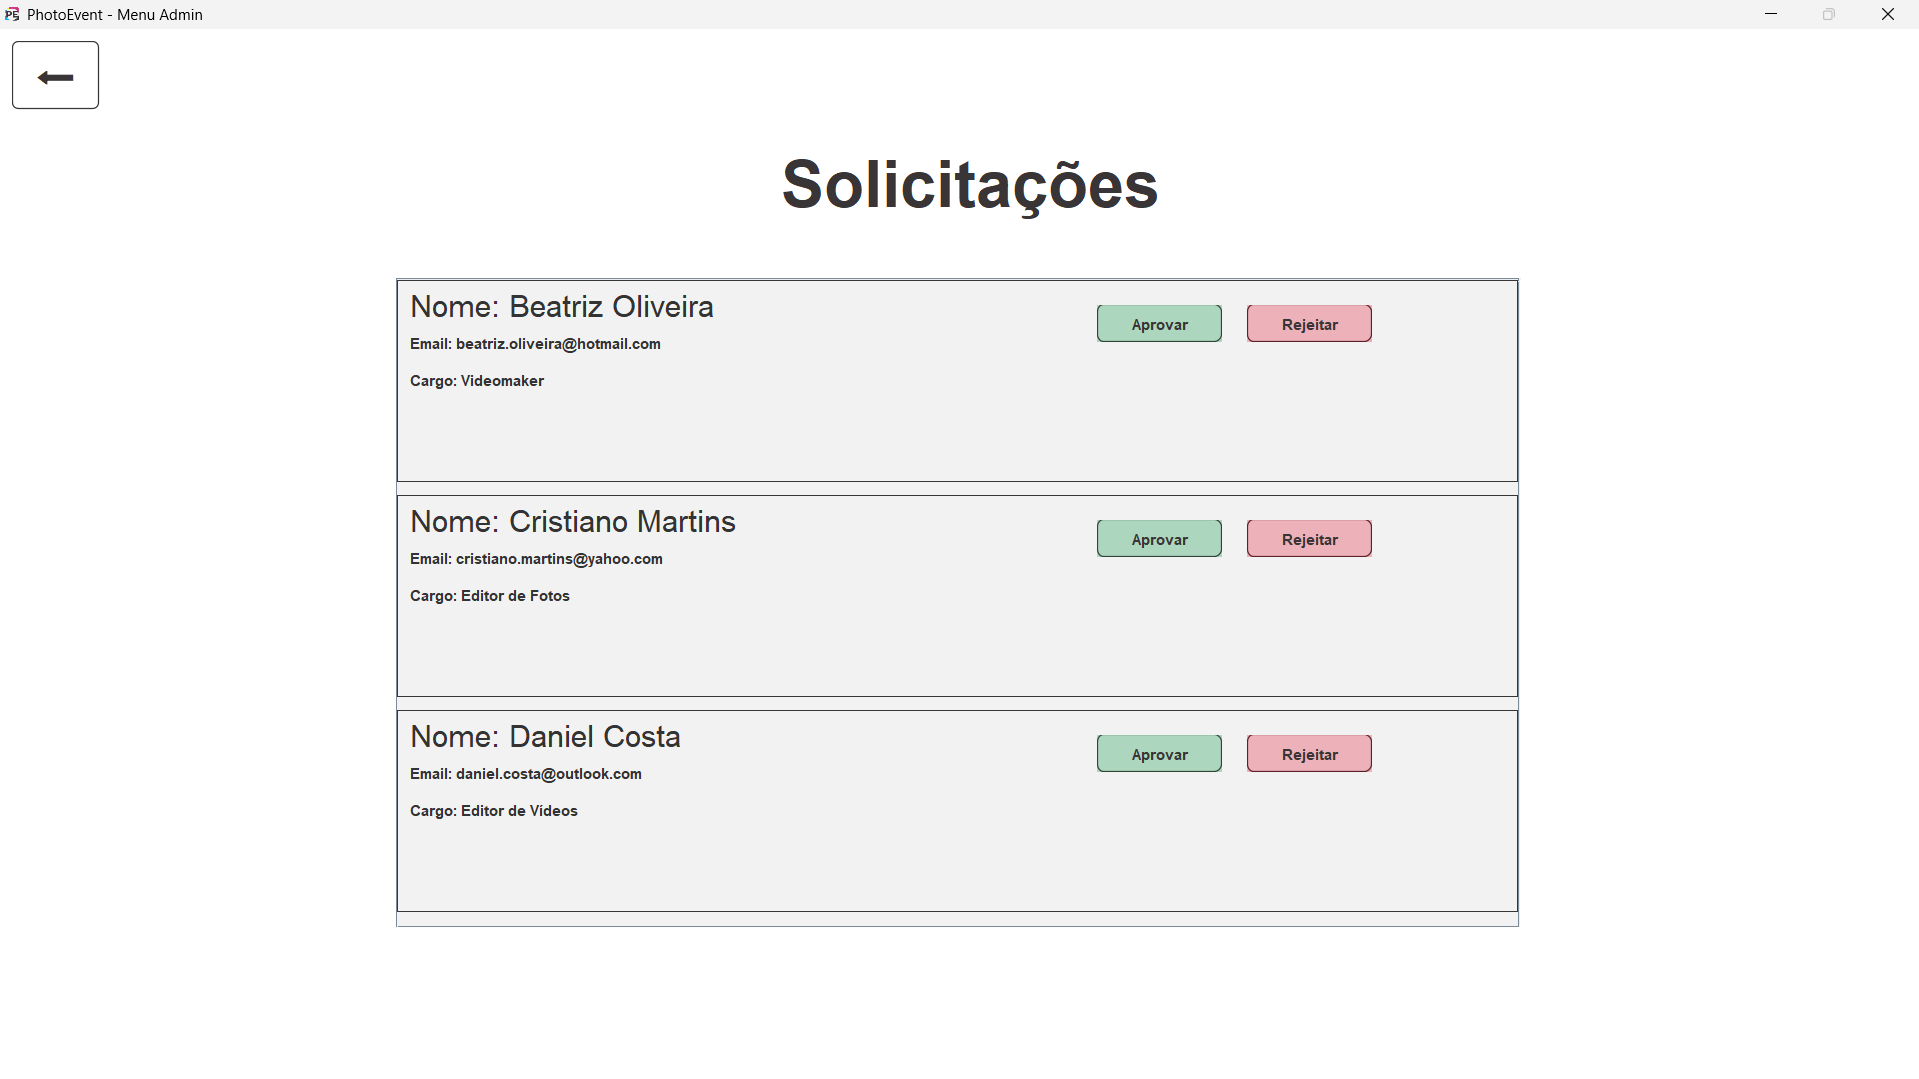 PhotoEvent - Menu Admin
Solicitações
Nome: Beatriz Oliveira
Email: beatriz.oliveira@hotmail.com
Cargo: Videomaker
Aprovar
Rejeitar
Nome: Cristiano Martins
Email: cristiano.martins@yahoo.com
Cargo: Editor de Fotos
Aprovar
Rejeitar
Nome: Daniel Costa
Email: daniel.costa@outlook.com
Cargo: Editor de Vídeos
Aprovar
Rejeitar